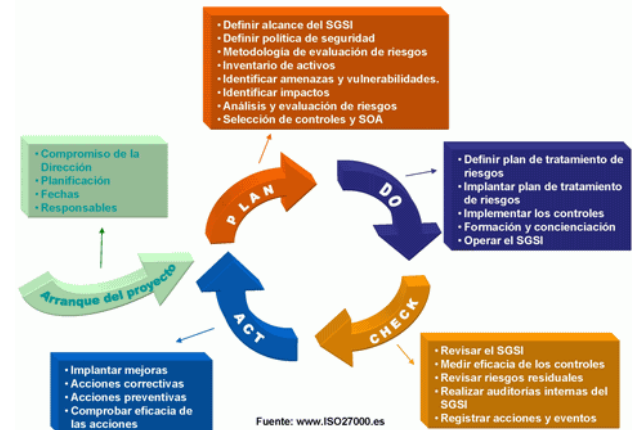 • Definir alcance del SGSI
• Definir política de seguridad
• Metodología de evaluación de riesgos
• Inventario de activos
• Identificar amenazas y vulnerabilidades.
• Identificar impactos
• Análisis y evaluación de riesgos
• Selección de controles y SOA
• Compromiso de la
Dirección
• Planificación
• Fechas
• Responsables
Arranque del proyecto
PLAN
DO
• Definir plan de tratamiento de
riesgos
• Implantar plan de tratamiento
de riesgos
• Implementar los controles
• Formación y concienciación
• Operar el SGSI
CHECK
• Revisar el SGSI
• Medir eficacia de los controles
• Revisar riesgos residuales
• Realizar auditorías internas del
SGSI
• Registrar acciones y eventos
ACT
• Implantar mejoras
• Acciones correctivas
• Acciones preventivas
• Comprobar eficacia de
las acciones
Fuente: www.ISO27000.es